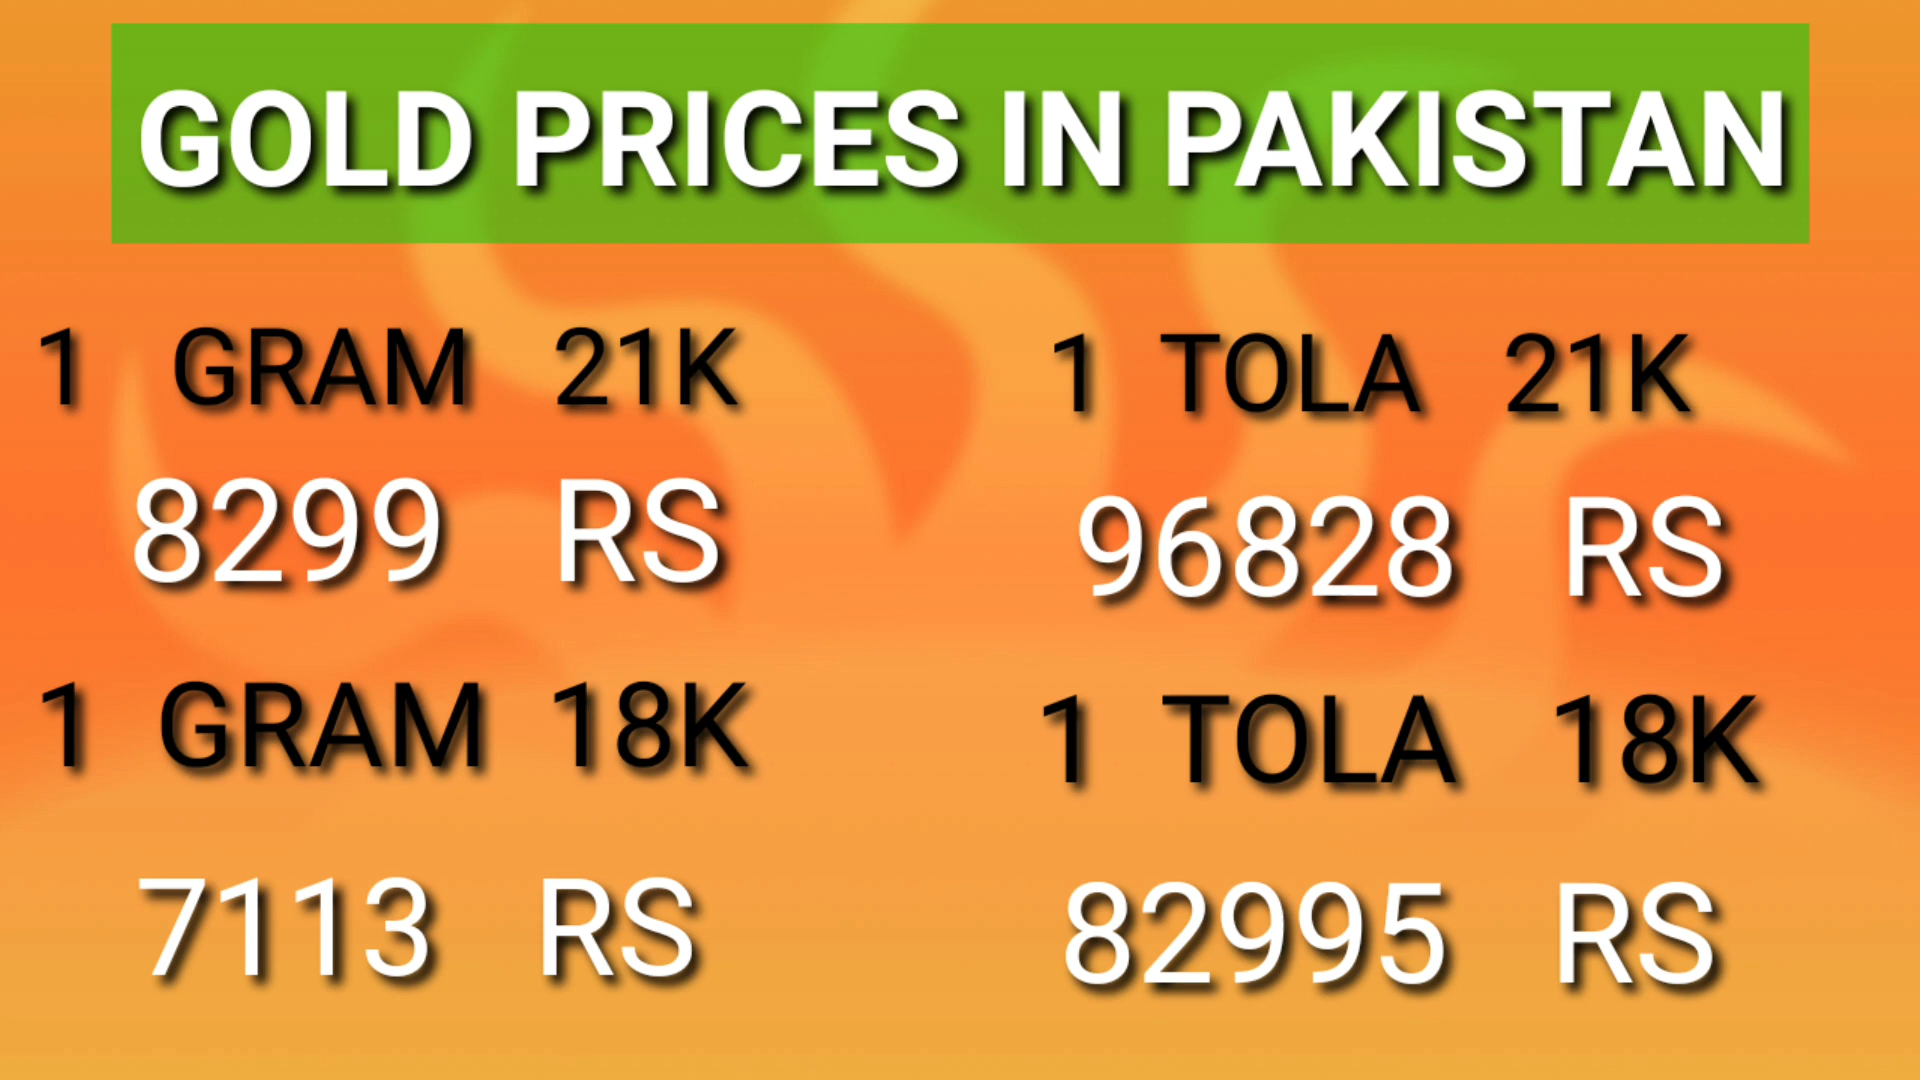 GOLD PRICES IN PAKISTAN
1 GRAM 21K
8299 RS
1 TOLA 21K
96828 RS
1 GRAM 18K
7113 RS
1 TOLA 18K
82995 RS